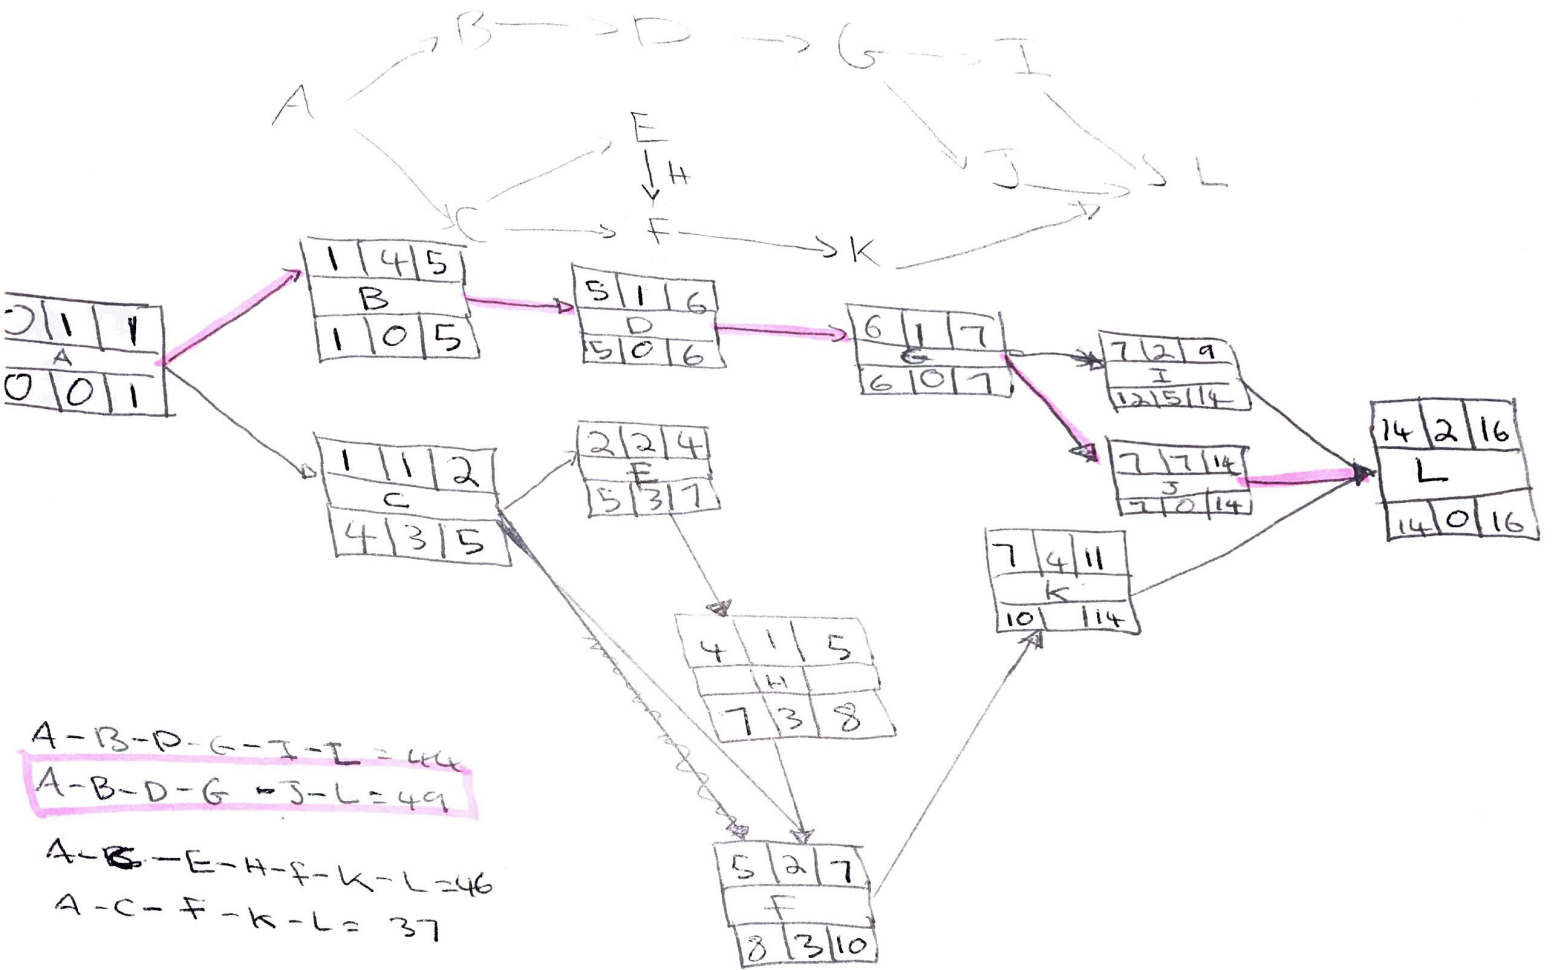 B D G I
A
E
H
J L
C F K
1 4 5
B
1 0 5
5 1 6
D
5 0 6
0 1 1
A
0 0 1
6 1 7
G
6 0 7
7 2 9
I
12 5 14
14 2 16
L
14 0 16
1 1 2
C
4 3 5
2 2 4
E
5 3 7
7 7 14
J
7 0 14
7 4 11
K
10 14
4 1 5
H
7 3 8
A-B-D-G-I-L = 44
A-B-D-G-J-L = 49
A-C-E-H-F-K-L = 46
A-C-F-K-L = 37
5 2 7
F
8 3 10